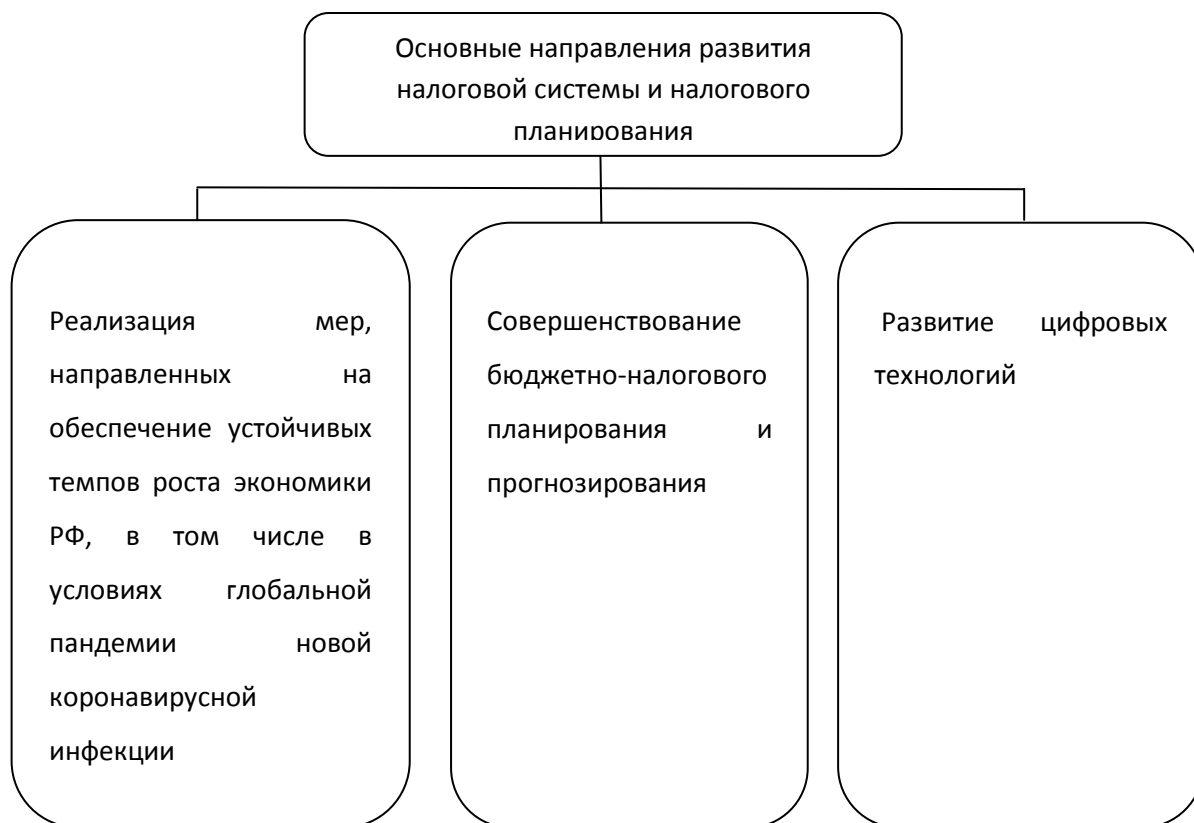 Основные направления развития
налоговой системы и налогового
планирования
Реализация мер,
направленных на
обеспечение устойчивых
темпов роста экономики
РФ, в том числе в
условиях глобальной
пандемии новой
коронавирусной
инфекции
Совершенствование
бюджетно-налогового
планирования и
прогнозирования
Развитие цифровых
технологий